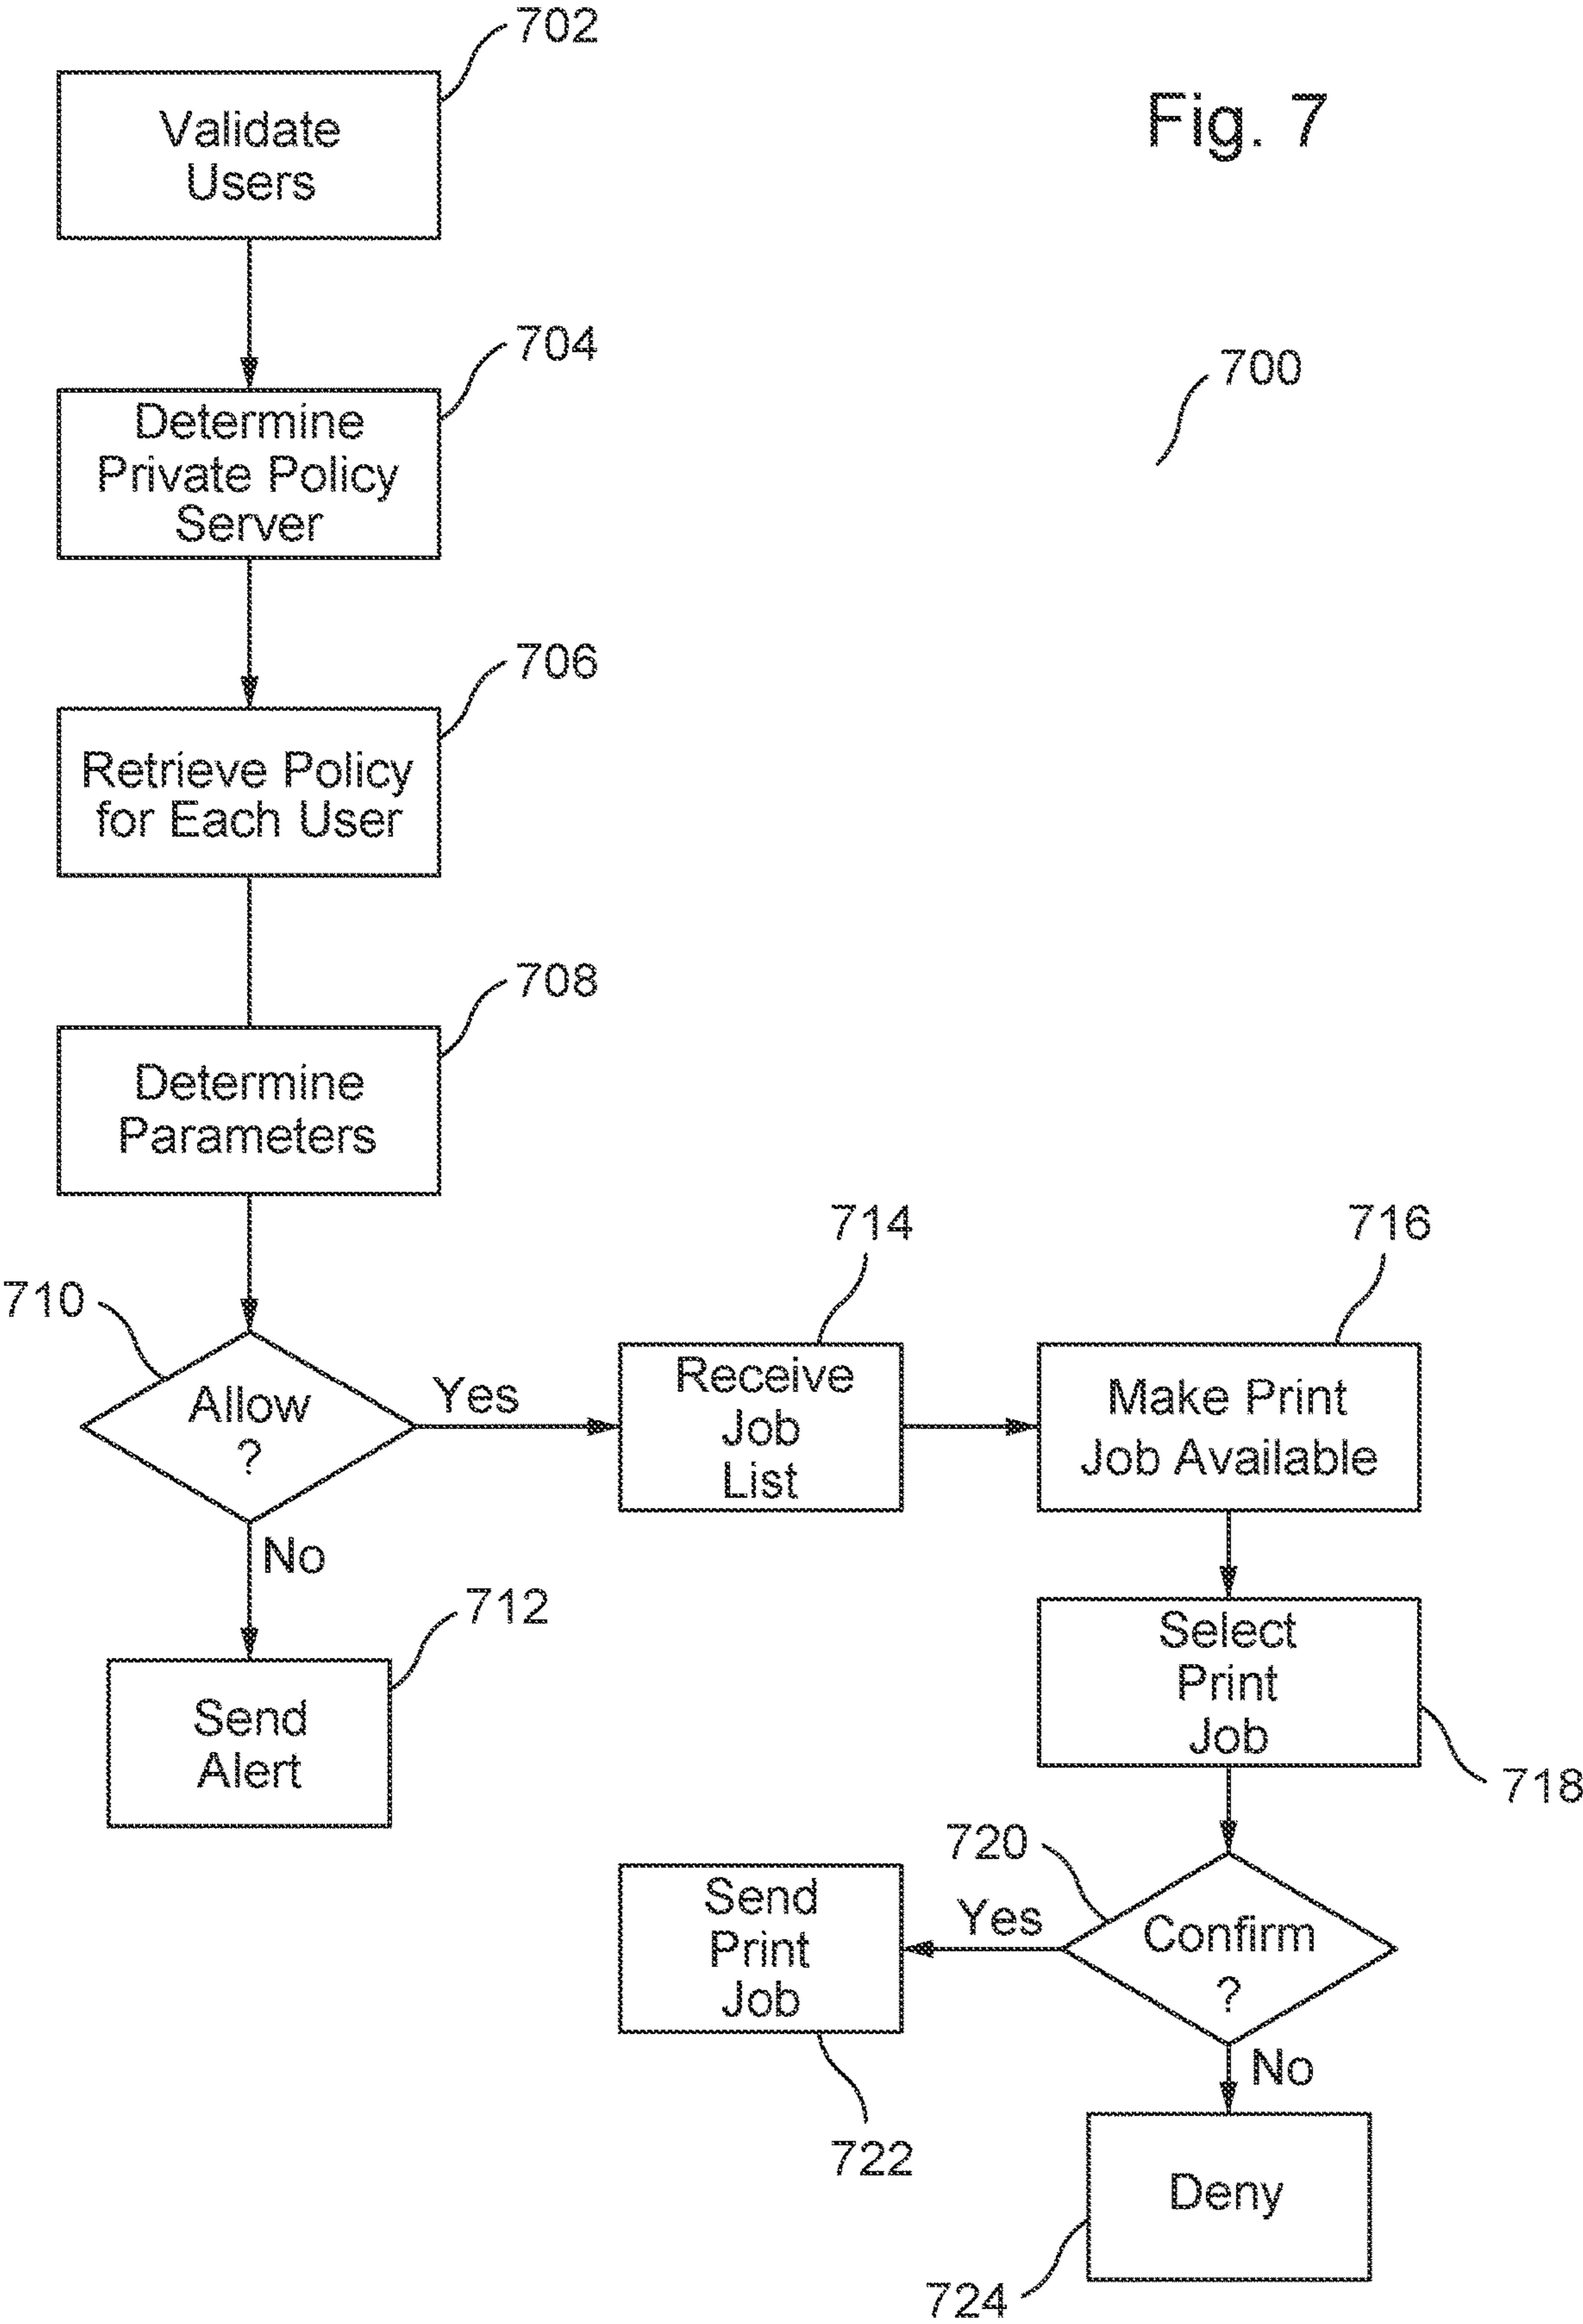 702
Validate
Users
Fig. 7
704
Determine
Private Policy
Server
700
706
Retrieve Policy
for Each User
708
Determine
Parameters
710
Allow
?
Yes
No
712
Send
Alert
714
Receive
Job
List
716
Make Print
Job Available
Select
Print
Job
718
720
Confirm
?
Yes
Send
Print
Job
722
No
Deny
724